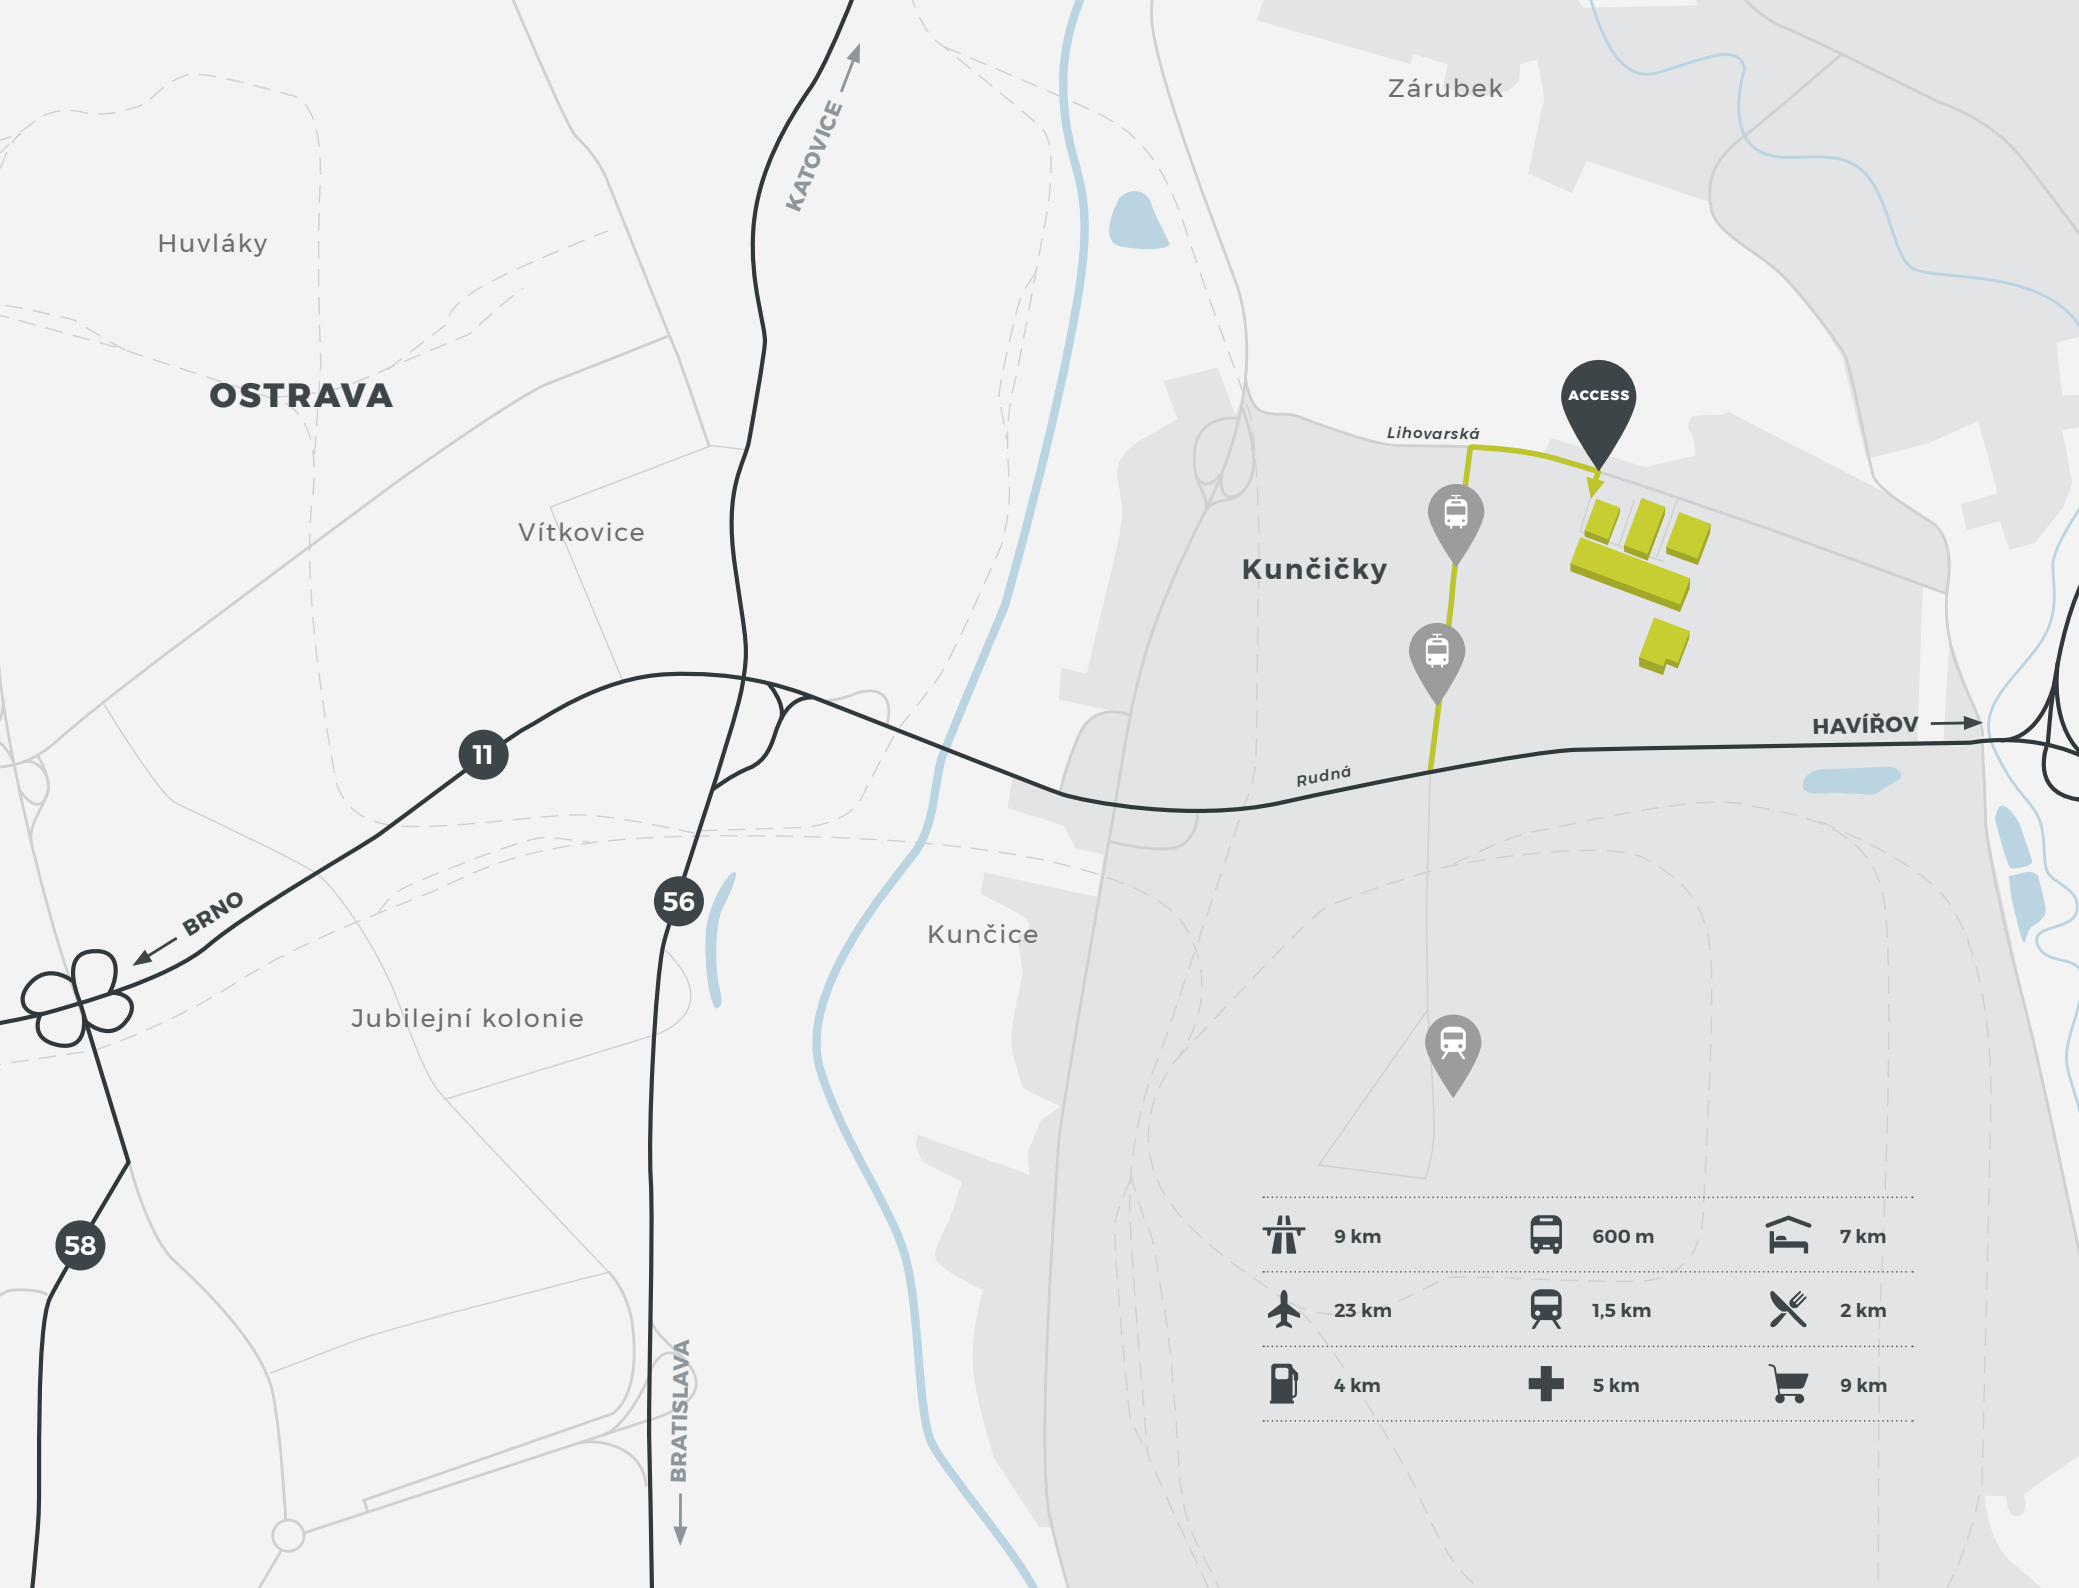 KATOVICE
Zárubek
Huvláky
OSTRAVA
ACCESS
Lihovarská
Vítkovice
Kunčičky
HAVÍŘOV
11
Rudná
BRNO
56
Kunčice
Jubilejní kolonie
58
BRATISLAVA
9 km
600 m
7 km
23 km
1,5 km
2 km
4 km
5 km
9 km